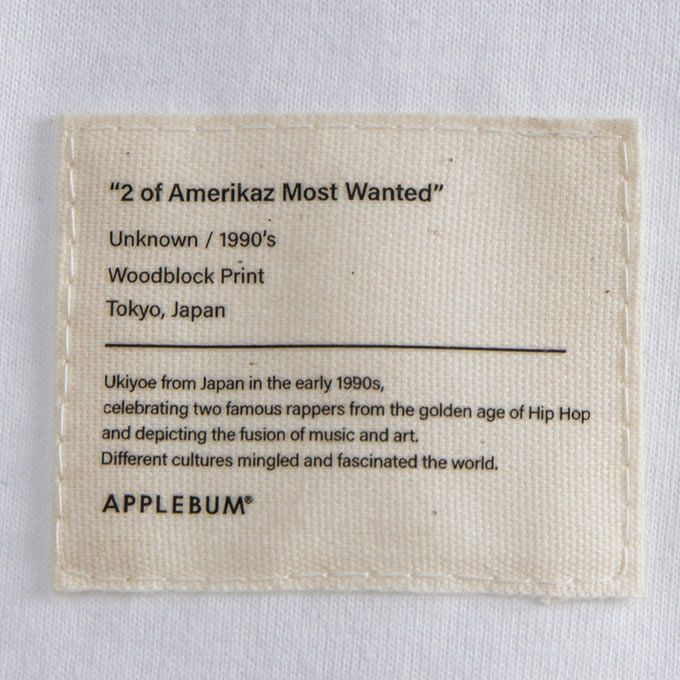 “2 of Amerikaz Most Wanted”
Unknown / 1990’s
Woodblock Print
Tokyo, Japan
Ukiyoe from Japan in the early 1990s,
celebrating two famous rappers from the golden age of Hip Hop
and depicting the fusion of music and art.
Different cultures mingled and fascinated the world.
APPLEBUM®